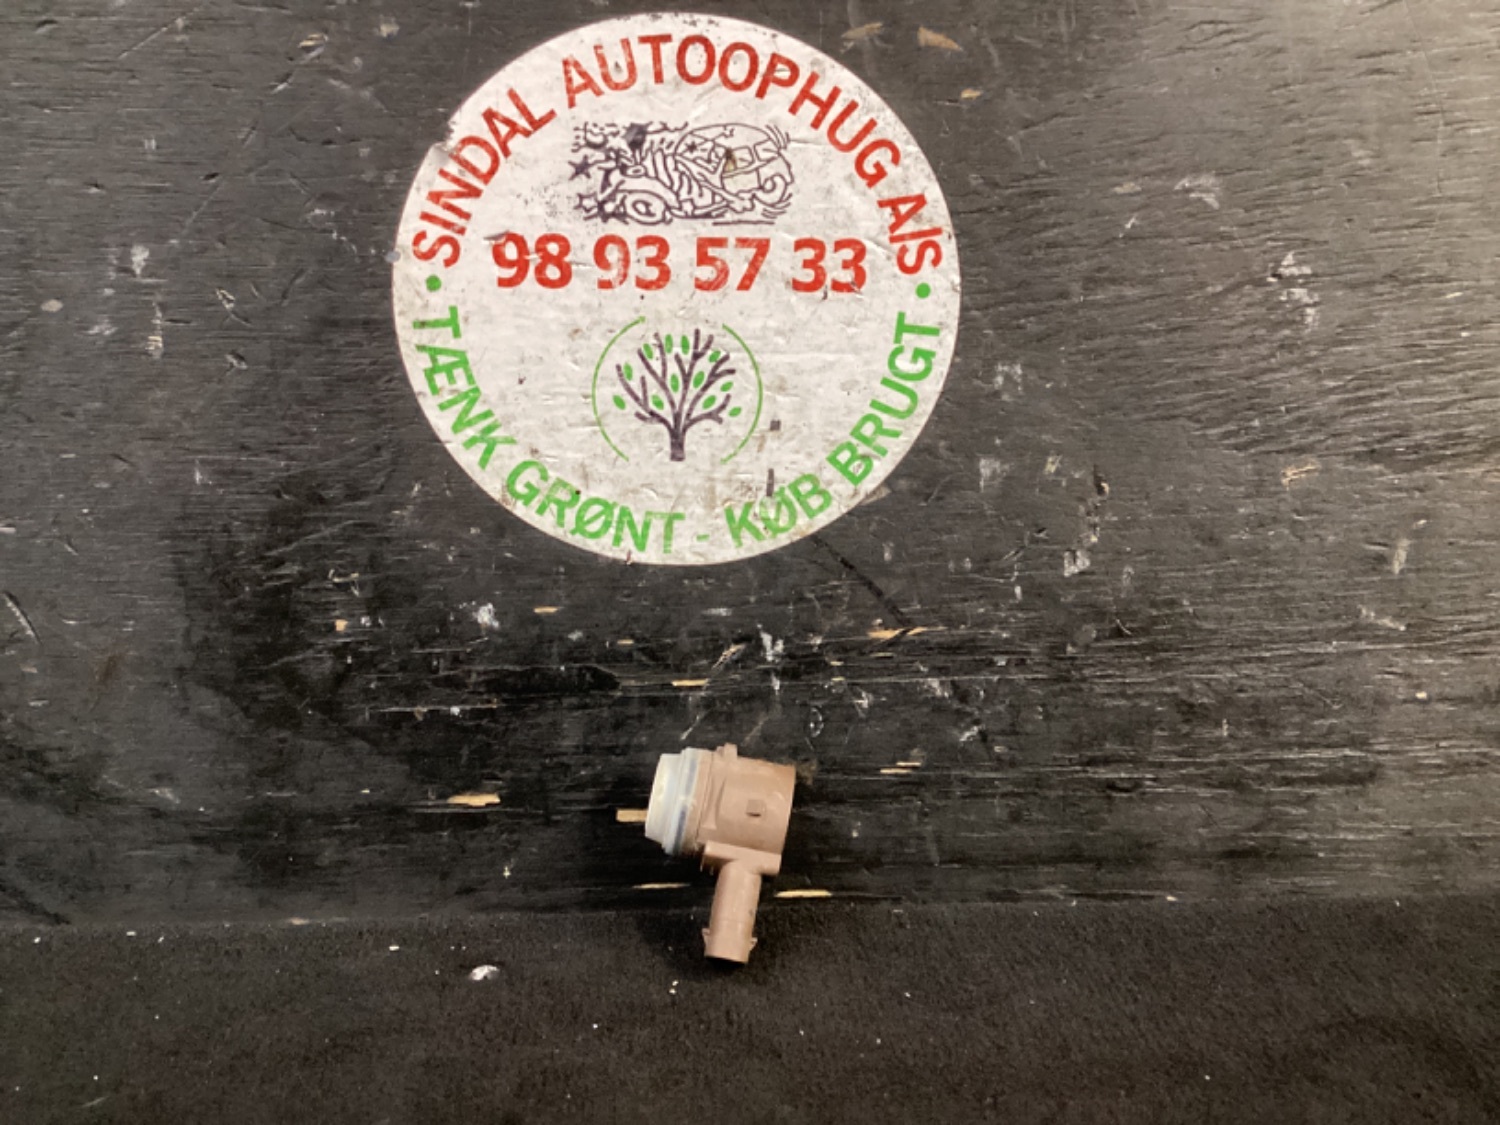 SINDAL AUTOOPHUG A/S
98 93 57 33
• TÆNK GRØNT - KØB BRUGT •